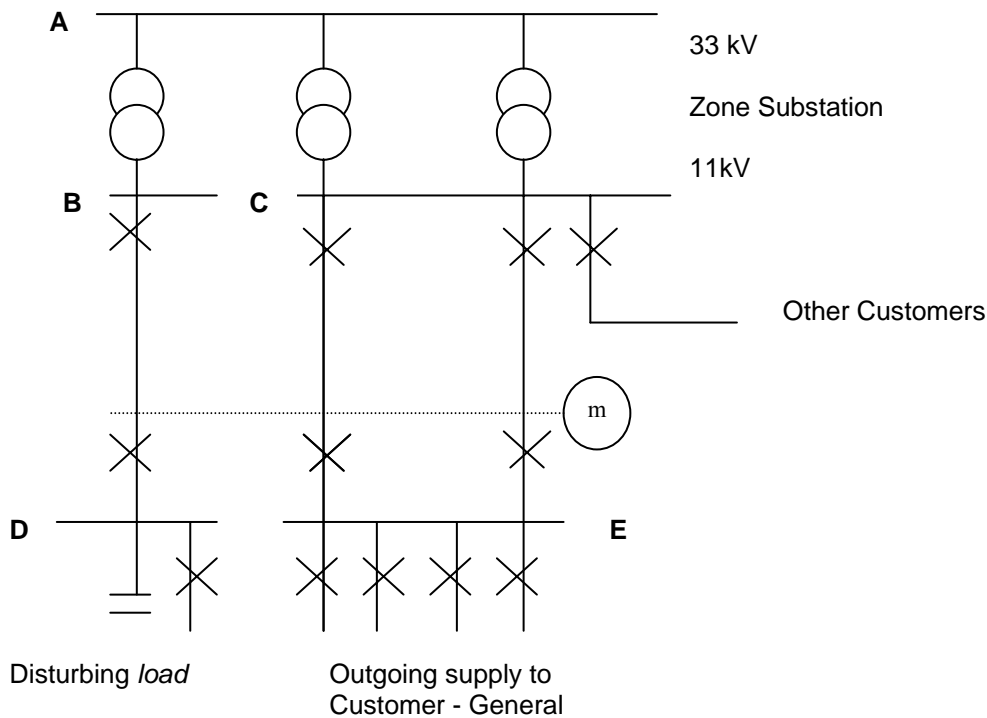 A
33 kV
Zone Substation
11kV
B
C
Other Customers
m
D
E
Disturbing load
Outgoing supply to
Customer - General